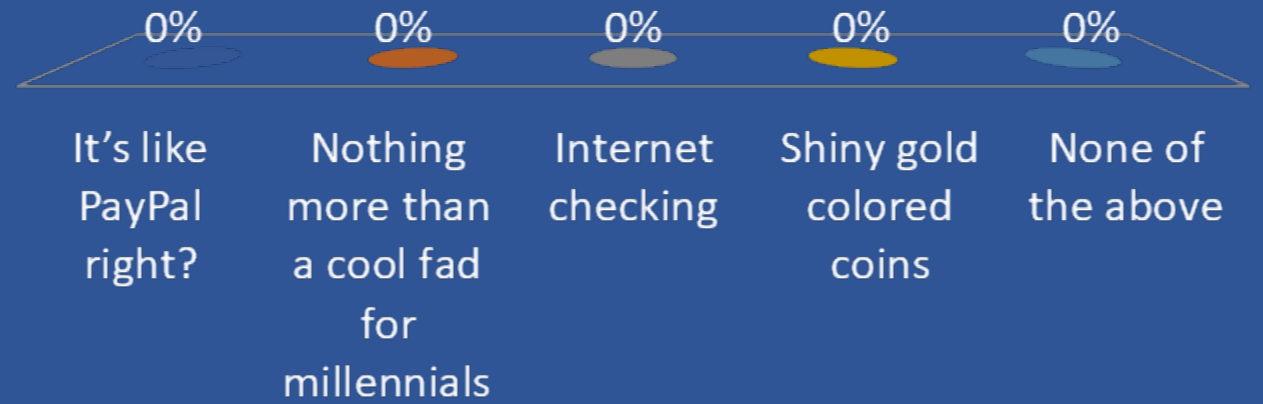 0% 0% 0% 0% 0%
It’s like
PayPal
right?
Nothing
more than
a cool fad
for
millennials
Internet
checking
Shiny gold
colored
coins
None of
the above